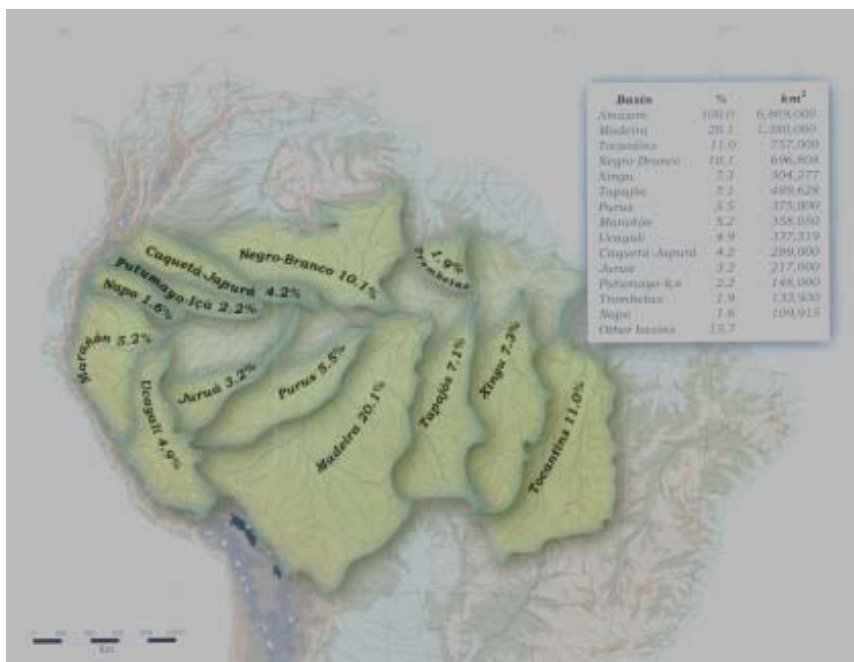 Basin % km²
Amazon 100.0 6,869,000
Madeira 20.1 1,380,000
Tocantins 11.0 757,000
Negro-Branco 10.1 696,808
Xingu 7.3 504,277
Tapajós 7.1 489,628
Purus 5.5 375,000
Marañón 5.2 358,050
Ucayali 4.9 337,519
Caquetá-Japurá 4.2 289,000
Juruá 3.2 217,000
Putumayo-Içá 2.2 148,000
Trombetas 1.9 133,930
Napo 1.6 109,915
Other basins 15.7
Negro-Branco 10.1%
1.9%
Trombetas
Caquetá-Japurá 4.2%
Putumayo-Iça 2.2%
Napo 1.6%
Marañón 5.2%
Ucayali 4.9%
Juruá 3.2%
Purus 5.5%
Madeira 20.1%
Tapajós 7.1%
Xingu 7.3%
Tocantins 11.0%
Km